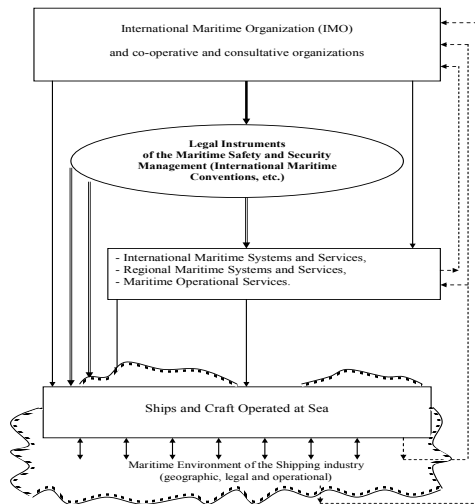 International Maritime Organization (IMO)
and co-operative and consultative organizations
Legal Instruments
of the Maritime Safety and Security
Management (International Maritime
Conventions, etc.)
- International Maritime Systems and Services,
- Regional Maritime Systems and Services,
- Maritime Operational Services.
Ships and Craft Operated at Sea
Maritime Environment of the Shipping industry
(geographic, legal and operational)